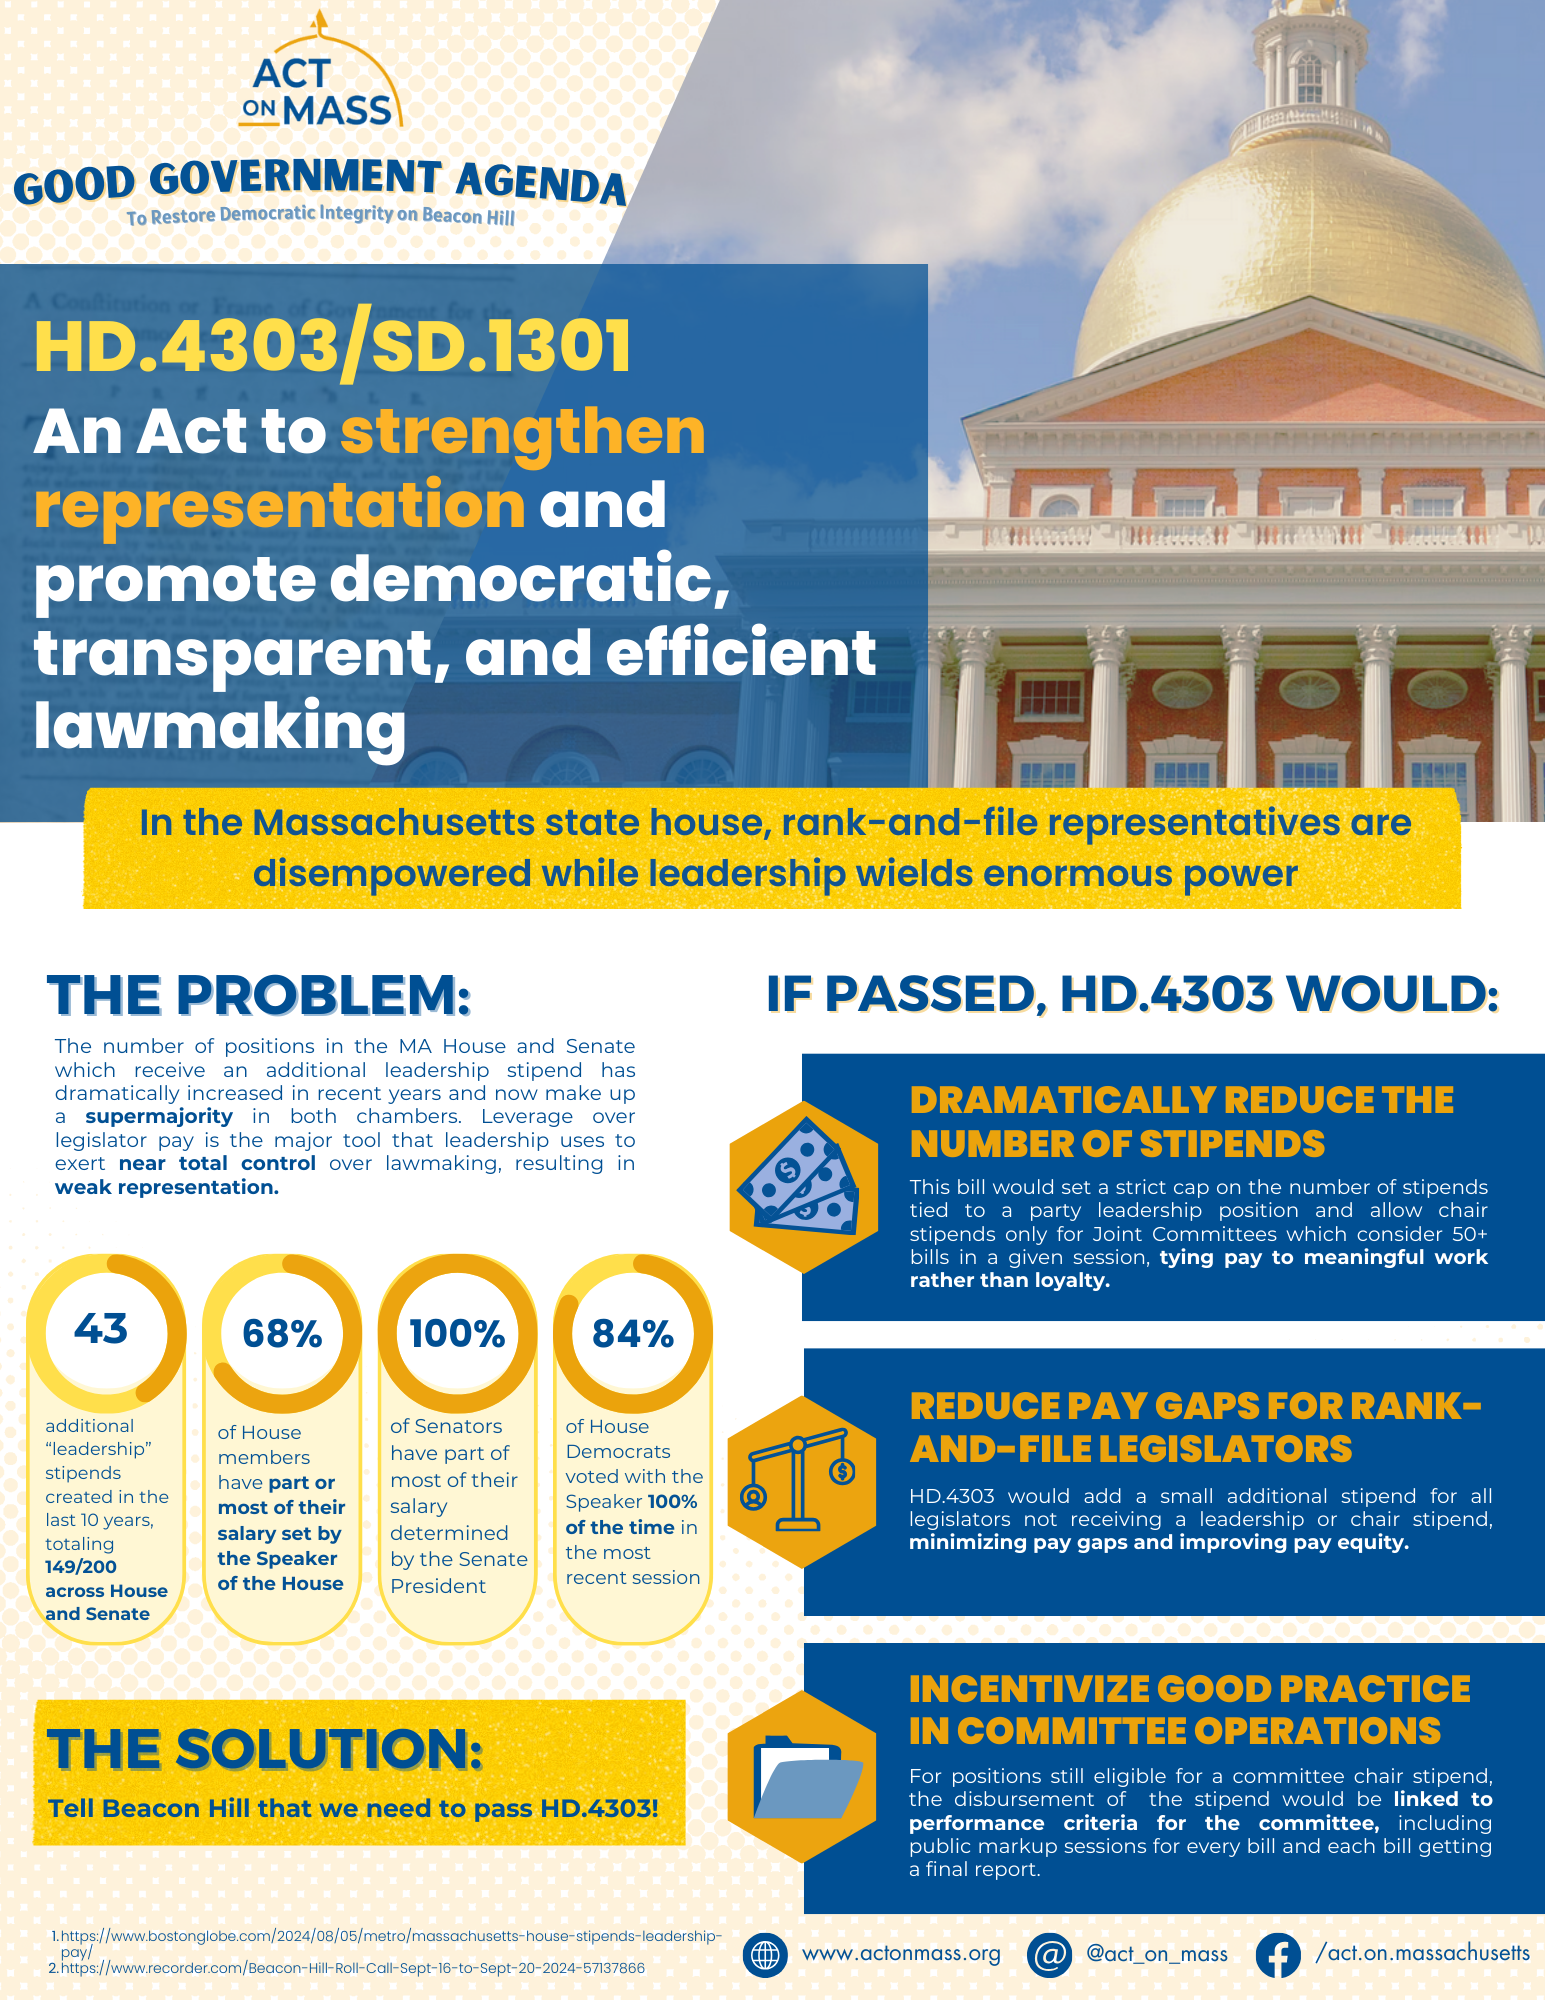 ACT
ON MASS
GOOD GOVERNMENT AGENDA
To Restore Democratic Integrity on Beacon Hill
A Constitution or Frame of Government for the
HD.4303/SD.1301
An Act to strengthen
representation and
promote democratic,
transparent, and efficient
lawmaking
In the Massachusetts state house, rank-and-file representatives are
disempowered while leadership wields enormous power
THE PROBLEM:
The number of positions in the MA House and Senate
which receive an additional leadership stipend has
dramatically increased in recent years and now make up
a supermajority in both chambers. Leverage over
legislator pay is the major tool that leadership uses to
exert near total control over lawmaking, resulting in
weak representation.
43
additional
“leadership”
stipends
created in the
last 10 years,
totaling
149/200
across House
and Senate
68%
of House
members
have part or
most of their
salary set by
the Speaker
of the House
100%
of Senators
have part of
most of their
salary
determined
by the Senate
President
84%
of House
Democrats
voted with the
Speaker 100%
of the time in
the most
recent session
THE SOLUTION:
Tell Beacon Hill that we need to pass HD.4303!
IF PASSED, HD.4303 WOULD:
DRAMATICALLY REDUCE THE
NUMBER OF STIPENDS
This bill would set a strict cap on the number of stipends
tied to a party leadership position and allow chair
stipends only for Joint Committees which consider 50+
bills in a given session, tying pay to meaningful work
rather than loyalty.
REDUCE PAY GAPS FOR RANK-
AND-FILE LEGISLATORS
HD.4303 would add a small additional stipend for all
legislators not receiving a leadership or chair stipend,
minimizing pay gaps and improving pay equity.
INCENTIVIZE GOOD PRACTICE
IN COMMITTEE OPERATIONS
For positions still eligible for a committee chair stipend,
the disbursement of the stipend would be linked to
performance criteria for the committee, including
public markup sessions for every bill and each bill getting
a final report.
1. https://www.bostonglobe.com/2024/08/05/metro/massachusetts-house-stipends-leadership-
pay/
2. https://www.recorder.com/Beacon-Hill-Roll-Call-Sept-16-to-Sept-20-2024-57137866
www.actonmass.org
@act_on_mass
/act.on.massachusetts